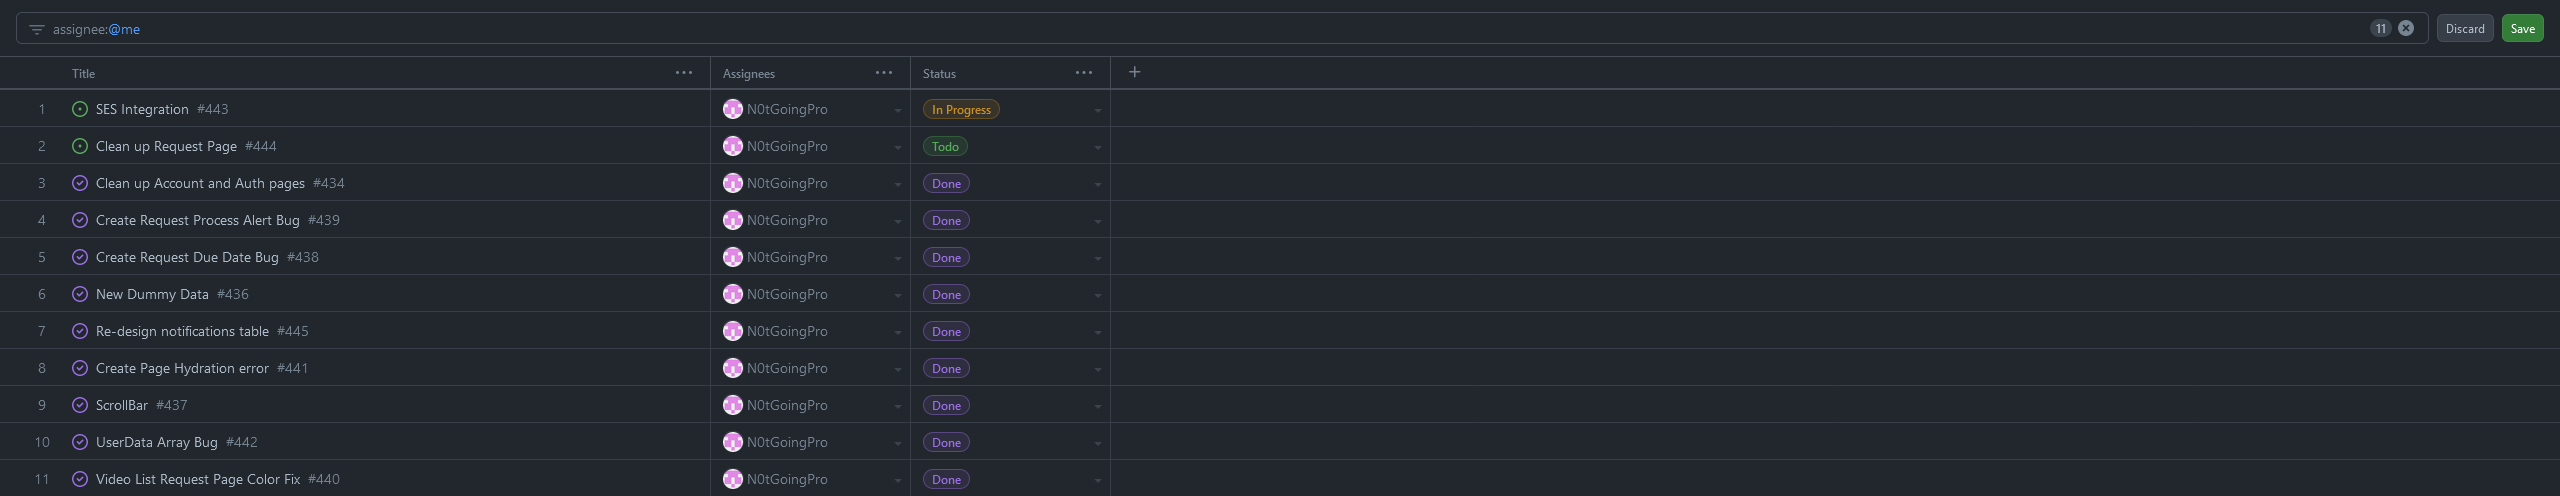 assignee:@me 11 Discard Save
Title Assignees Status
1 SES Integration #443 N0tGoingPro In Progress
2 Clean up Request Page #444 N0tGoingPro Todo
3 Clean up Account and Auth pages #434 N0tGoingPro Done
4 Create Request Process Alert Bug #439 N0tGoingPro Done
5 Create Request Due Date Bug #438 N0tGoingPro Done
6 New Dummy Data #436 N0tGoingPro Done
7 Re-design notifications table #445 N0tGoingPro Done
8 Create Page Hydration error #441 N0tGoingPro Done
9 ScrollBar #437 N0tGoingPro Done
10 UserData Array Bug #442 N0tGoingPro Done
11 Video List Request Page Color Fix #440 N0tGoingPro Done